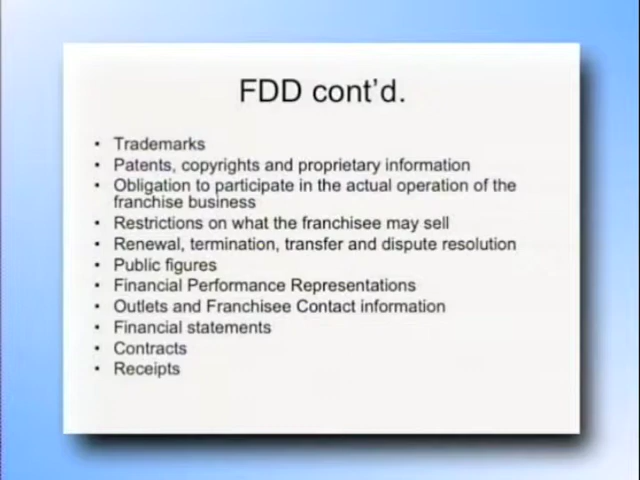 FDD cont'd.
• Trademarks
• Patents, copyrights and proprietary information
• Obligation to participate in the actual operation of the
franchise business
• Restrictions on what the franchisee may sell
• Renewal, termination, transfer and dispute resolution
• Public figures
• Financial Performance Representations
• Outlets and Franchisee Contact information
• Financial statements
• Contracts
• Receipts